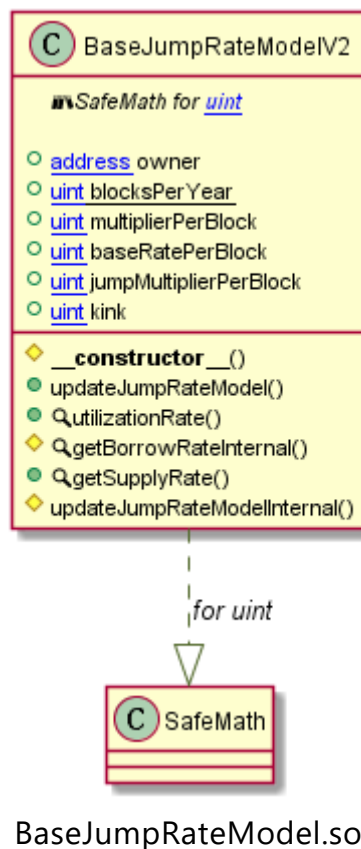 C BaseJumpRateModelV2
SafeMath for uint
address owner
uint blocksPerYear
uint multiplierPerBlock
uint baseRatePerBlock
uint jumpMultiplierPerBlock
uint kink
__constructor__()
updateJumpRateModel()
utilizationRate()
getBorrowRateInternal()
getSupplyRate()
updateJumpRateModelInternal()
for uint
C SafeMath
BaseJumpRateModel.so